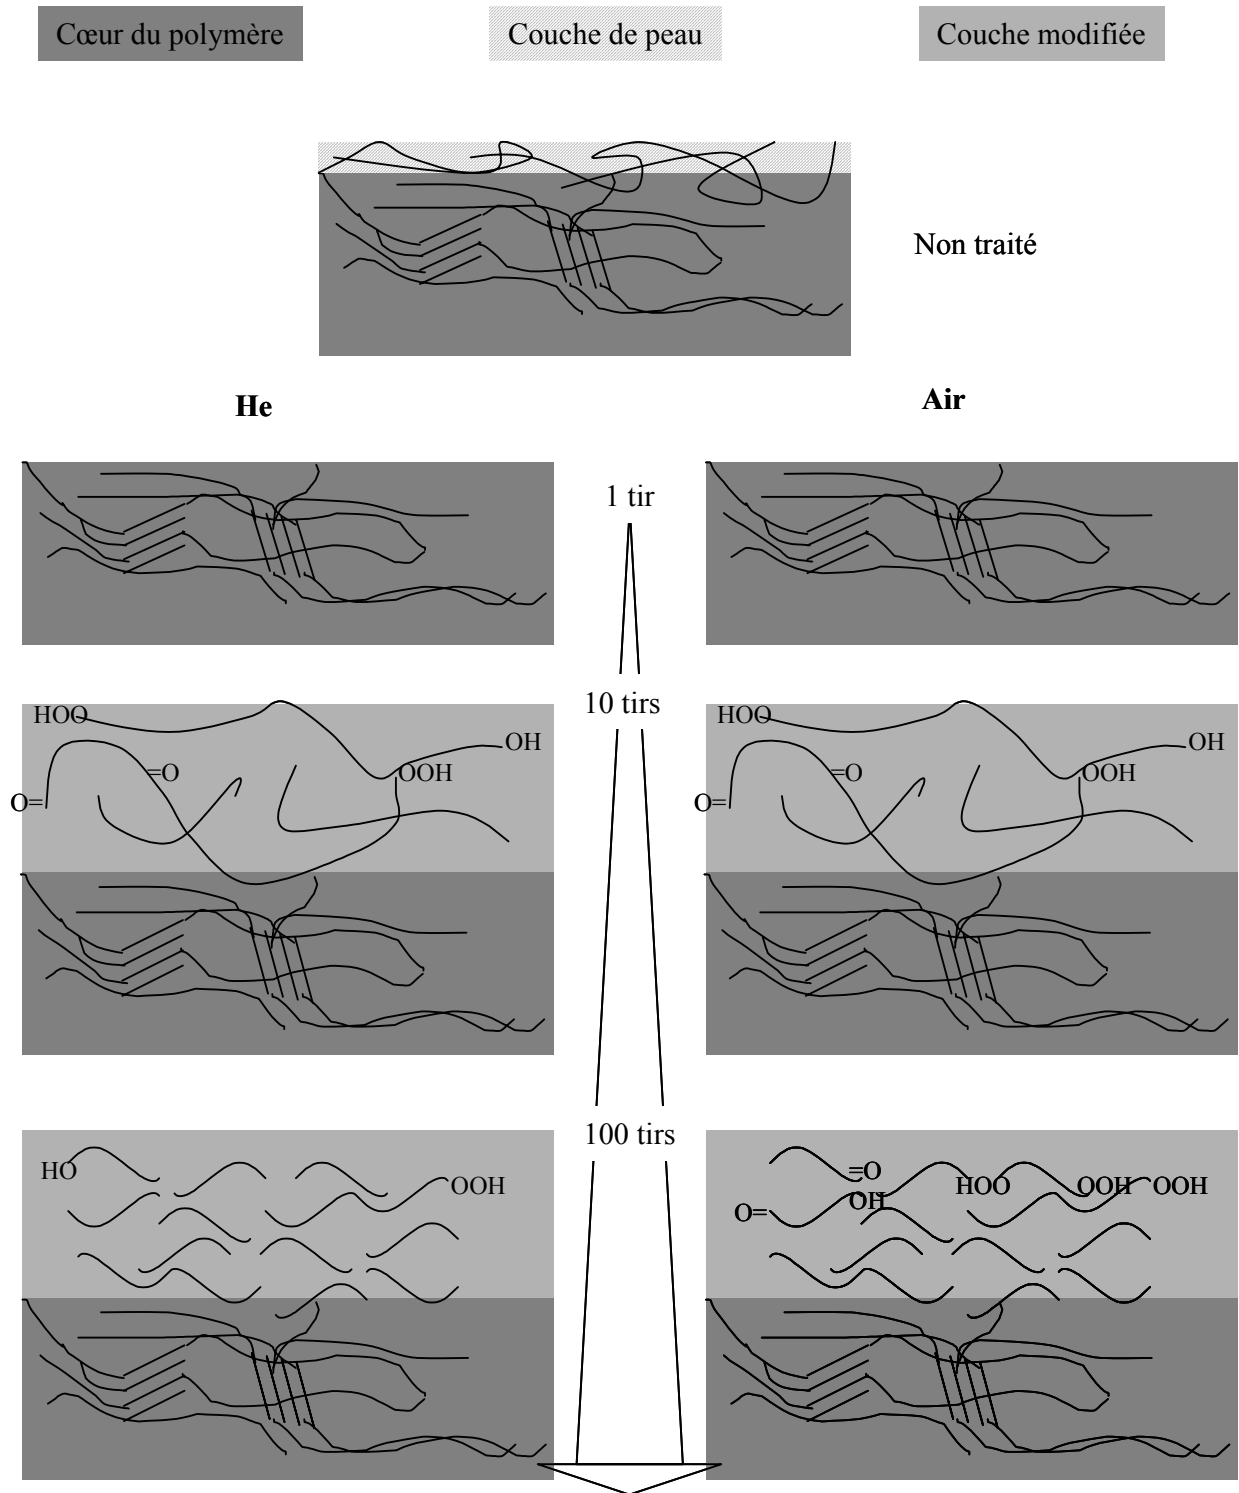 Cœur du polymère
Couche de peau
Couche modifiée
Non traité
He
Air
1 tir
10 tirs
HOO
OH
=O
OOH
O=
HOO
OH
=O
OOH
O=
100 tirs
HO
OOH
=O
HOO
OOH
OOH
OH
O=